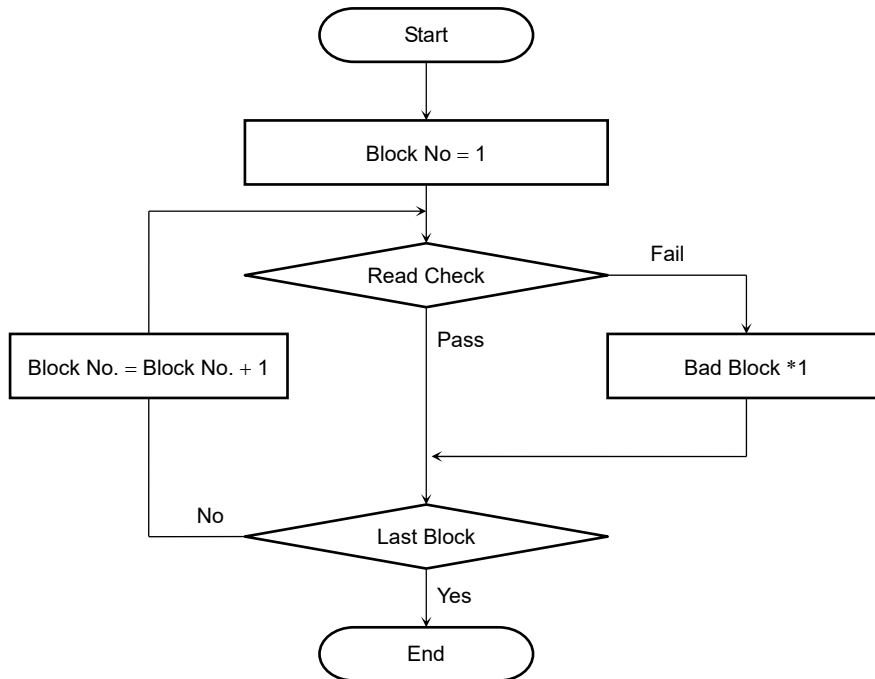 Start
Block No = 1
Read Check
Fail
Pass
Block No. = Block No. + 1
Bad Block *1
No
Last Block
Yes
End